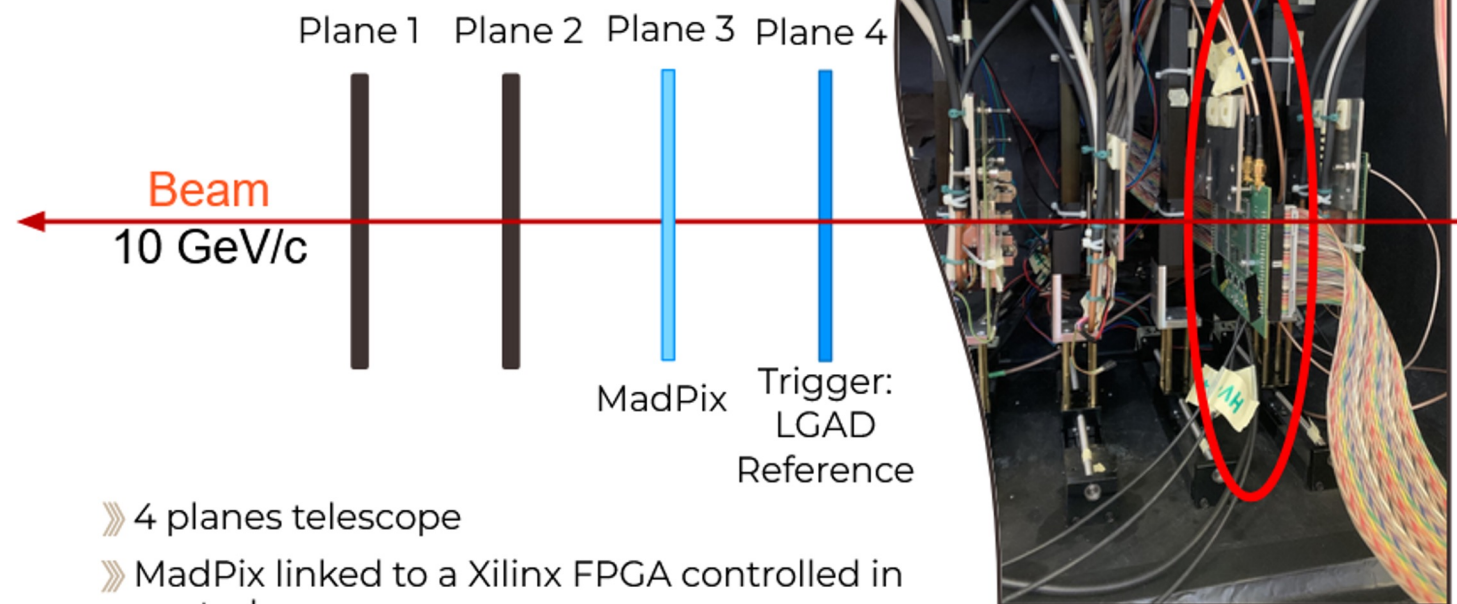 Plane 1 Plane 2 Plane 3 Plane 4
Beam
10 GeV/c
MadPix
Trigger:
LGAD
Reference
4 planes telescope
MadPix linked to a Xilinx FPGA controlled in
HV